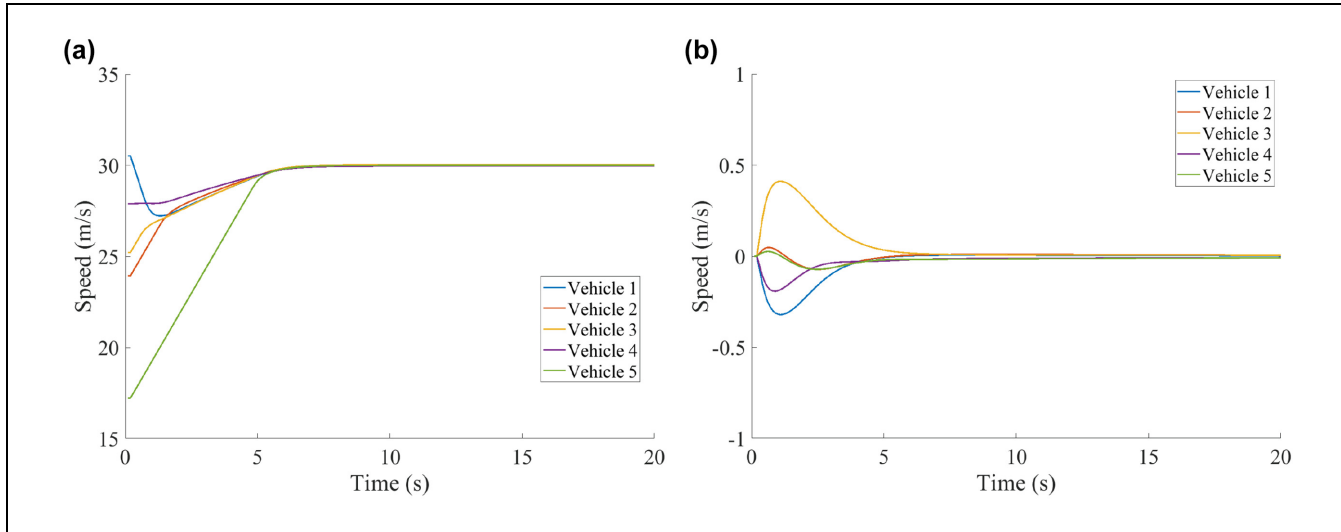 (a)
35
30
25
20
15
Speed (m/s)
0
5
10
15
20
Time (s)
Vehicle 1
Vehicle 2
Vehicle 3
Vehicle 4
Vehicle 5
(b)
1
0.5
0
-0.5
-1
Speed (m/s)
0
5
10
15
20
Time (s)
Vehicle 1
Vehicle 2
Vehicle 3
Vehicle 4
Vehicle 5